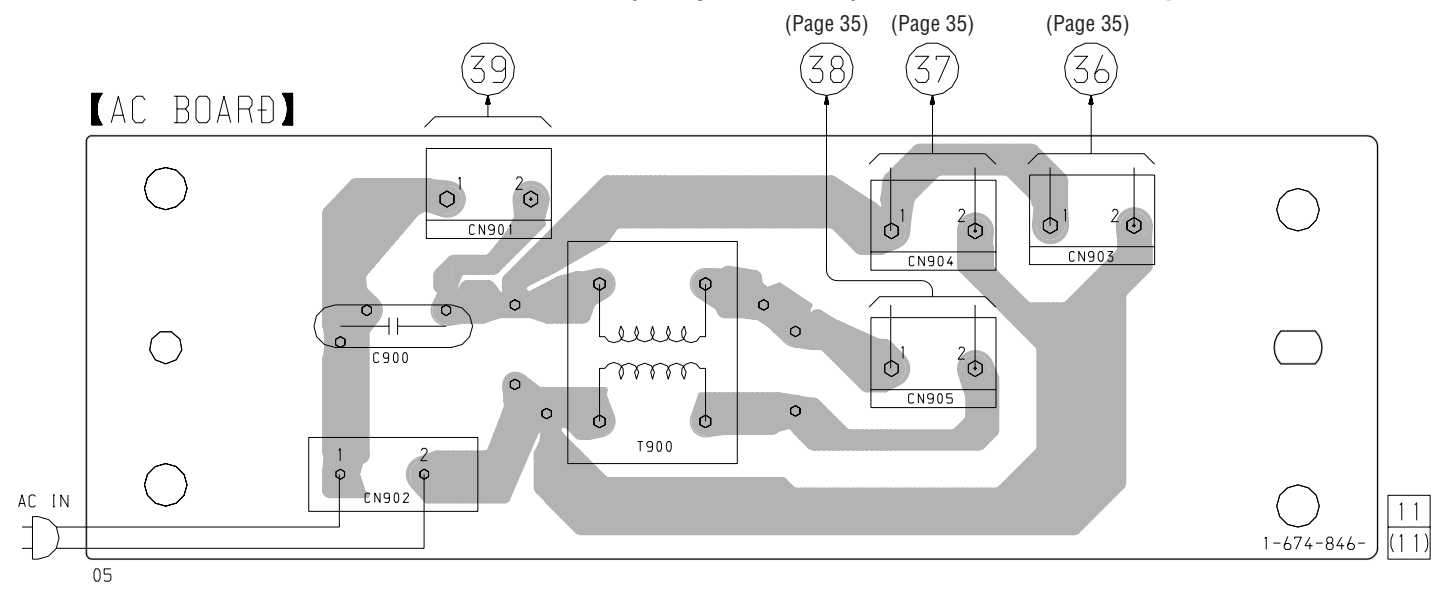 (Page 35) (Page 35) (Page 35)
39 38 37 36
【AC BOARD】
1 2
CN901
1 2
CN904
1 2
CN903
C900
1 2
CN905
T900
1 2
CN902
AC IN
1-674-846-
11
(11)
05